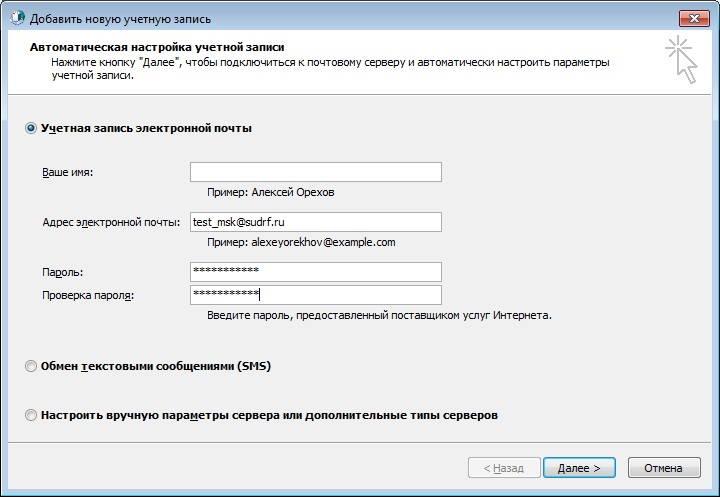 Добавить новую учетную запись
Автоматическая настройка учетной записи
Нажмите кнопку "Далее", чтобы подключиться к почтовому серверу и автоматически настроить параметры
учетной записи.
Учетная запись электронной почты
Ваше имя:
Пример: Алексей Орехов
Адрес электронной почты: test_msk@sudrf.ru
Пример: alexeyorekhov@example.com
Пароль: ***********
Проверка пароля: ***********
Введите пароль, предоставленный поставщиком услуг Интернета.
Обмен текстовыми сообщениями (SMS)
Настроить вручную параметры сервера или дополнительные типы серверов
< Назад Далее > Отмена